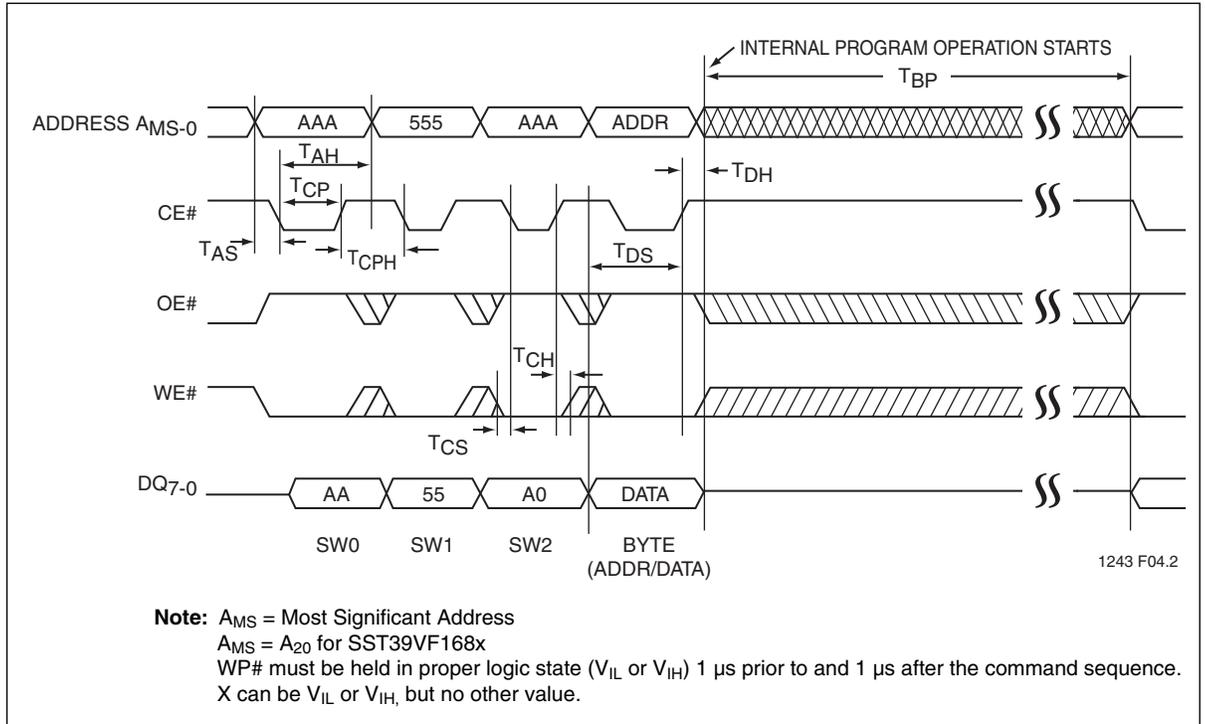 INTERNAL PROGRAM OPERATION STARTS
TBP
ADDRESS AMS-0
AAA
555
AAA
ADDR
TAH
TDH
TCP
CE#
TAS
TCPH
TDS
OE#
TCH
WE#
TCS
DQ7-0
AA
55
A0
DATA
SW0
SW1
SW2
BYTE
(ADDR/DATA)
1243 F04.2
Note: AMS = Most Significant Address
AMS = A20 for SST39VF168x
WP# must be held in proper logic state (VIL or VIH) 1 µs prior to and 1 µs after the command sequence.
X can be VIL or VIH, but no other value.